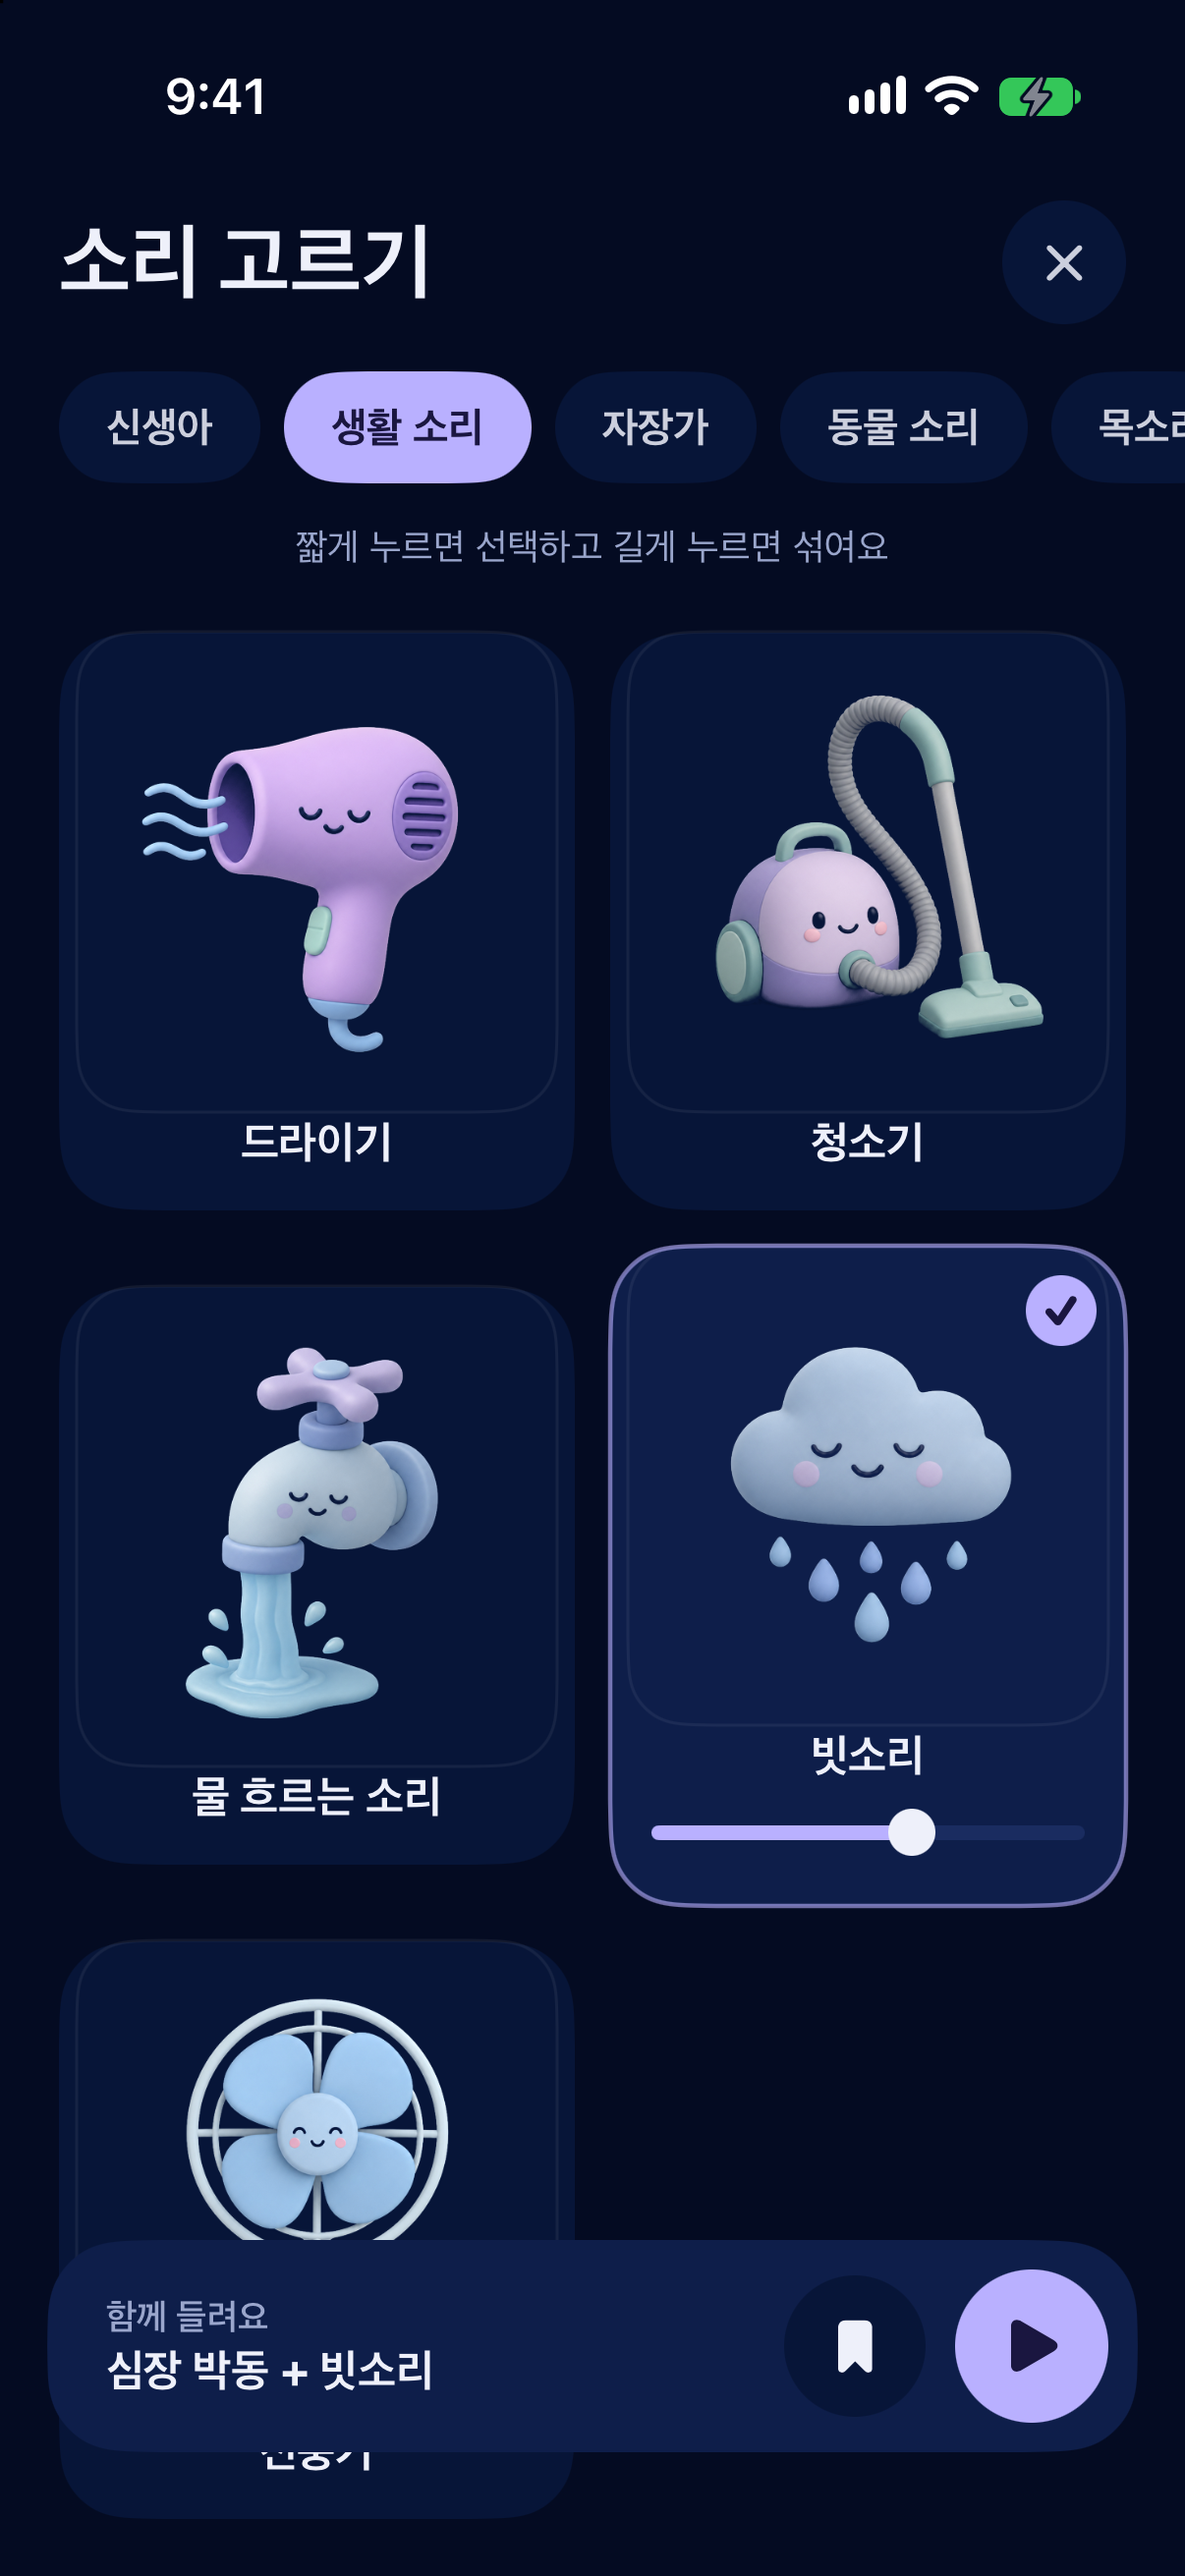 9:41
소리 고르기
신생아 생활 소리 자장가 동물 소리 목소리
짧게 누르면 선택하고 길게 누르면 섞여요
드라이기 청소기
물 흐르는 소리 빗소리
함께 들려요
심장 박동 + 빗소리